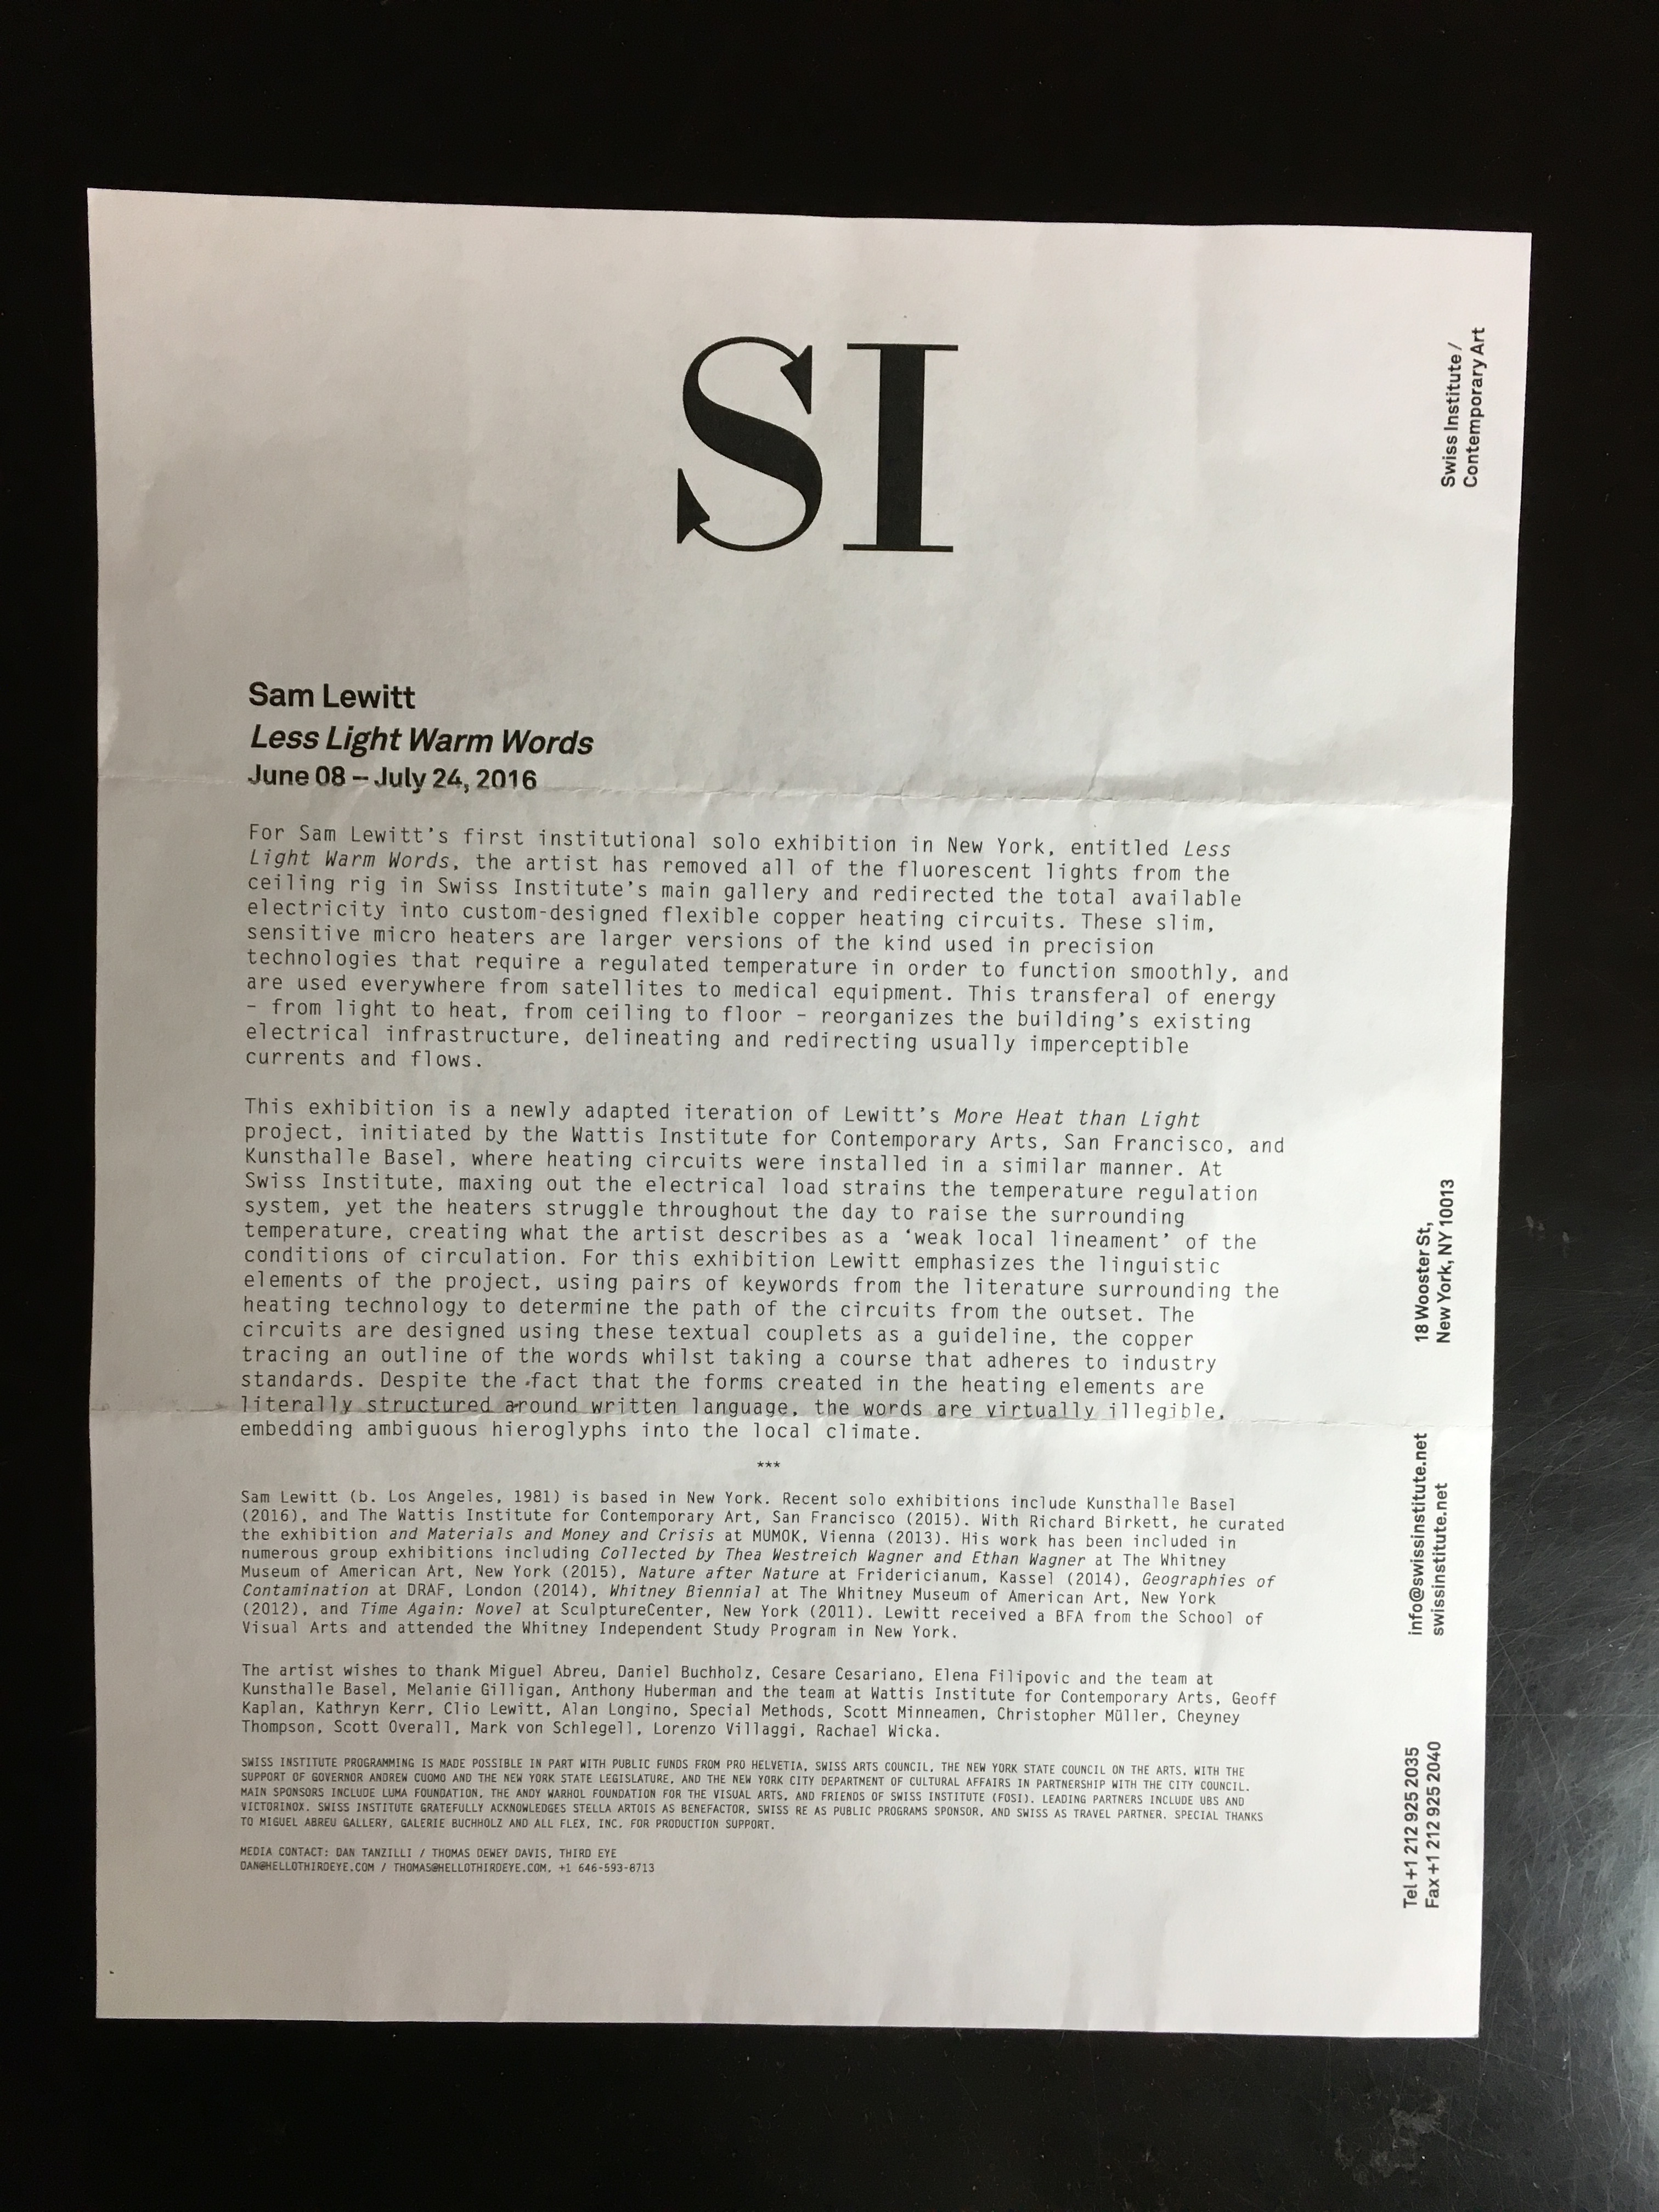 SI
Swiss Institute /
Contemporary Art
Sam Lewitt
Less Light Warm Words
June 08 – July 24, 2016
For Sam Lewitt's first institutional solo exhibition in New York, entitled Less
Light Warm Words, the artist has removed all of the fluorescent lights from the
ceiling rig in Swiss Institute's main gallery and redirected the total available
electricity into custom-designed flexible copper heating circuits. These slim,
sensitive micro heaters are larger versions of the kind used in precision
technologies that require a regulated temperature in order to function smoothly, and
are used everywhere from satellites to medical equipment. This transferal of energy
– from light to heat, from ceiling to floor – reorganizes the building's existing
electrical infrastructure, delineating and redirecting usually imperceptible
currents and flows.
This exhibition is a newly adapted iteration of Lewitt's More Heat than Light
project, initiated by the Wattis Institute for Contemporary Arts, San Francisco, and
Kunsthalle Basel, where heating circuits were installed in a similar manner. At
Swiss Institute, maxing out the electrical load strains the temperature regulation
system, yet the heaters struggle throughout the day to raise the surrounding
temperature, creating what the artist describes as a 'weak local lineament' of the
conditions of circulation. For this exhibition Lewitt emphasizes the linguistic
elements of the project, using pairs of keywords from the literature surrounding the
heating technology to determine the path of the circuits from the outset. The
circuits are designed using these textual couplets as a guideline, the copper
tracing an outline of the words whilst taking a course that adheres to industry
standards. Despite the fact that the forms created in the heating elements are
literally structured around written language, the words are virtually illegible,
embedding ambiguous hieroglyphs into the local climate.
***
Sam Lewitt (b. Los Angeles, 1981) is based in New York. Recent solo exhibitions include Kunsthalle Basel
(2016), and The Wattis Institute for Contemporary Art, San Francisco (2015). With Richard Birkett, he curated
the exhibition and Materials and Money and Crisis at MUMOK, Vienna (2013). His work has been included in
numerous group exhibitions including Collected by Thea Westreich Wagner and Ethan Wagner at The Whitney
Museum of American Art, New York (2015), Nature after Nature at Fridericianum, Kassel (2014), Geographies of
Contamination at DRAF, London (2014), Whitney Biennial at The Whitney Museum of American Art, New York
(2012), and Time Again: Novel at SculptureCenter, New York (2011). Lewitt received a BFA from the School of
Visual Arts and attended the Whitney Independent Study Program in New York.
The artist wishes to thank Miguel Abreu, Daniel Buchholz, Cesare Cesariano, Elena Filipovic and the team at
Kunsthalle Basel, Melanie Gilligan, Anthony Huberman and the team at Wattis Institute for Contemporary Arts, Geoff
Kaplan, Kathryn Kerr, Clio Lewitt, Alan Longino, Special Methods, Scott Minneamen, Christopher Müller, Cheyney
Thompson, Scott Overall, Mark von Schlegell, Lorenzo Villaggi, Rachael Wicka.
SWISS INSTITUTE PROGRAMMING IS MADE POSSIBLE IN PART WITH PUBLIC FUNDS FROM PRO HELVETIA, SWISS ARTS COUNCIL, THE NEW YORK STATE COUNCIL ON THE ARTS, WITH THE
SUPPORT OF GOVERNOR ANDREW CUOMO AND THE NEW YORK STATE LEGISLATURE, AND THE NEW YORK CITY DEPARTMENT OF CULTURAL AFFAIRS IN PARTNERSHIP WITH THE CITY COUNCIL.
MAIN SPONSORS INCLUDE LUMA FOUNDATION, THE ANDY WARHOL FOUNDATION FOR THE VISUAL ARTS, AND FRIENDS OF SWISS INSTITUTE (FOSI). LEADING PARTNERS INCLUDE UBS AND
VICTORINOX. SWISS INSTITUTE GRATEFULLY ACKNOWLEDGES STELLA ARTOIS AS BENEFACTOR, SWISS RE AS PUBLIC PROGRAMS SPONSOR, AND SWISS AS TRAVEL PARTNER. SPECIAL THANKS
TO MIGUEL ABREU GALLERY, GALERIE BUCHHOLZ AND ALL FLEX, INC. FOR PRODUCTION SUPPORT.
MEDIA CONTACT: DAN TANZILLI / THOMAS DEWEY DAVIS, THIRD EYE
DAN@HELLOTHIRDEYE.COM / THOMAS@HELLOTHIRDEYE.COM, +1 646-593-8713
18 Wooster St,
New York, NY 10013
info@swissinstitute.net
swissinstitute.net
Tel +1 212 925 2035
Fax +1 212 925 2040